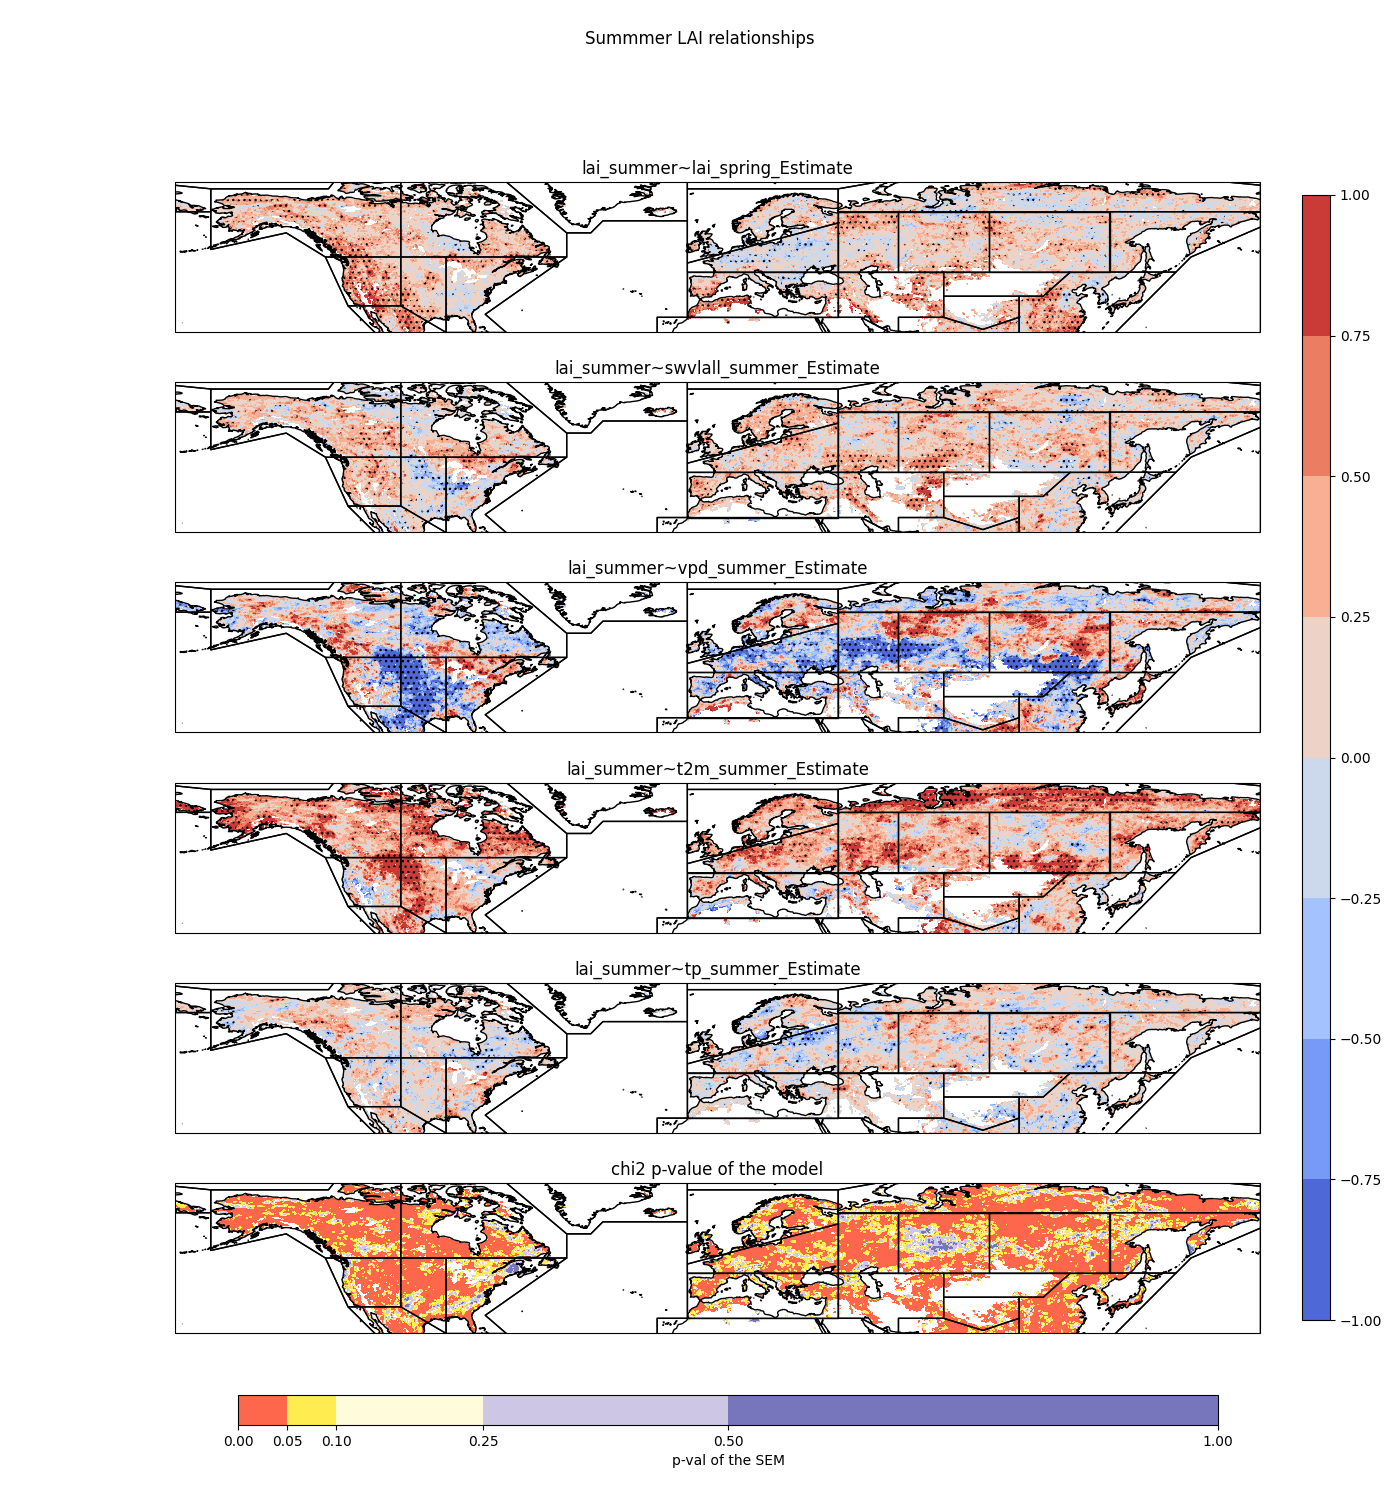 Summmer LAI relationships
lai_summer~lai_spring_Estimate
lai_summer~swvlall_summer_Estimate
lai_summer~vpd_summer_Estimate
lai_summer~t2m_summer_Estimate
lai_summer~tp_summer_Estimate
chi2 p-value of the model
1.00
0.75
0.50
0.25
0.00
−0.25
−0.50
−0.75
−1.00
0.00 0.05 0.10 0.25 0.50 1.00
p-val of the SEM